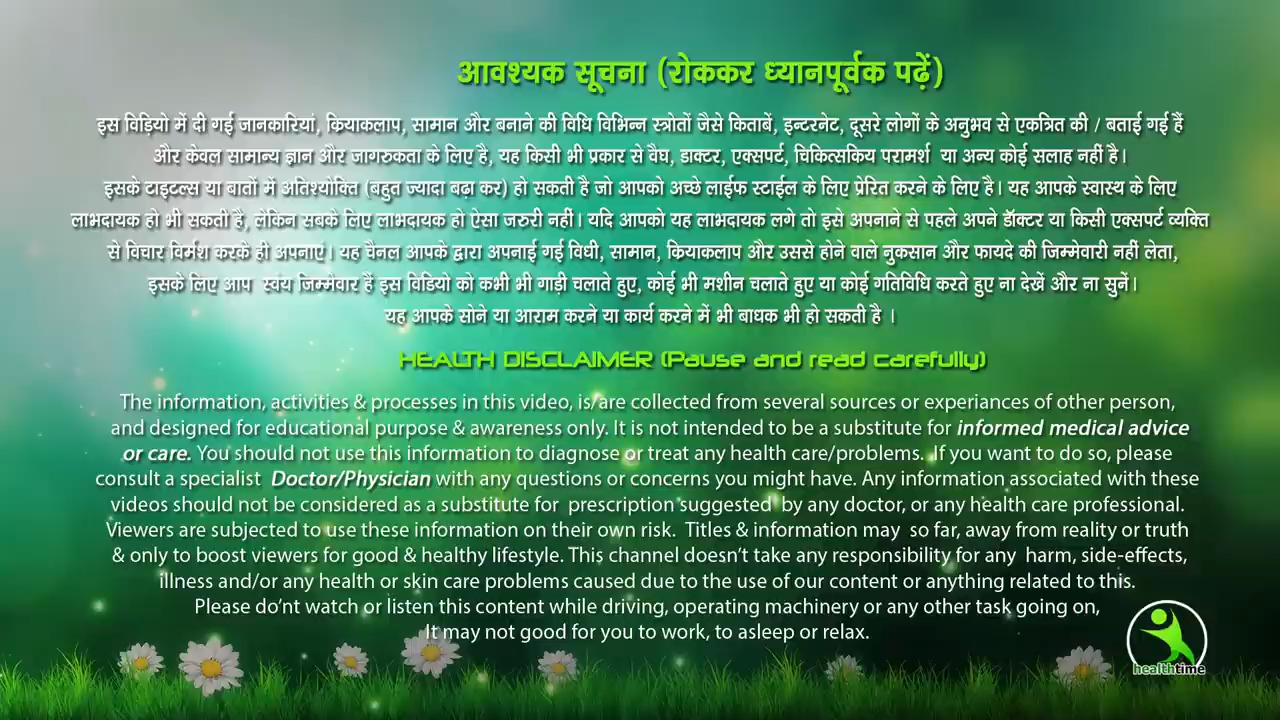 आवश्यक सूचना (रोककर ध्यानपूर्वक पढ़ें)
इस विड़ियो में दी गई जानकारियां, क्रियाकलाप, सामान और बनाने की विधि विभिन्न स्त्रोतों जैसे किताबें, इन्टरनेट, दूसरे लोगों के अनुभव से एकत्रित की / बताई गई हैं
और केवल सामान्य ज्ञान और जागरुकता के लिए है, यह किसी भी प्रकार से वैघ, डाक्टर, एक्सपर्ट, चिकित्सकिय परामर्श या अन्य कोई सलाह नहीं है।
इसके टाइटल्स या बातों में अतिश्योक्ति (बहुत ज्यादा बढ़ा कर) हो सकती है जो आपको अच्छे लाईफ स्टाईल के लिए प्रेरित करने के लिए है। यह आपके स्वास्थ के लिए
लाभदायक हो भी सकती है, लेकिन सबके लिए लाभदायक हो ऐसा जरुरी नहीं। यदि आपको यह लाभदायक लगे तो इसे अपनाने से पहले अपने डॅाक्टर या किसी एक्सपर्ट व्यक्ति
से विचार विर्मश करके ही अपनाएं। यह चैनल आपके द्वारा अपनाई गई विधी, सामान, क्रियाकलाप और उससे होने वाले नुकसान और फायदे की जिम्मेवारी नहीं लेता,
इसके लिए आप स्वंय जिम्मेवार हैं इस विडियो को कभी भी गाड़ी चलाते हुए, कोई भी मशीन चलाते हुए या कोई गतिविधि करते हुए ना देखें और ना सुनें।
यह आपके सोने या आराम करने या कार्य करने में भी बाधक भी हो सकती है ।
HEALTH DISCLAIMER (Pause and read carefully)
The information, activities & processes in this video, is/are collected from several sources or experiances of other person,
and designed for educational purpose & awareness only. It is not intended to be a substitute for informed medical advice
or care. You should not use this information to diagnose or treat any health care/problems. If you want to do so, please
consult a specialist Doctor/Physician with any questions or concerns you might have. Any information associated with these
videos should not be considered as a substitute for prescription suggested by any doctor, or any health care professional.
Viewers are subjected to use these information on their own risk. Titles & information may so far, away from reality or truth
& only to boost viewers for good & healthy lifestyle. This channel doesn't take any responsibility for any harm, side-effects,
illness and/or any health or skin care problems caused due to the use of our content or anything related to this.
Please do'nt watch or listen this content while driving, operating machinery or any other task going on,
It may not good for you to work, to asleep or relax.
healthtime